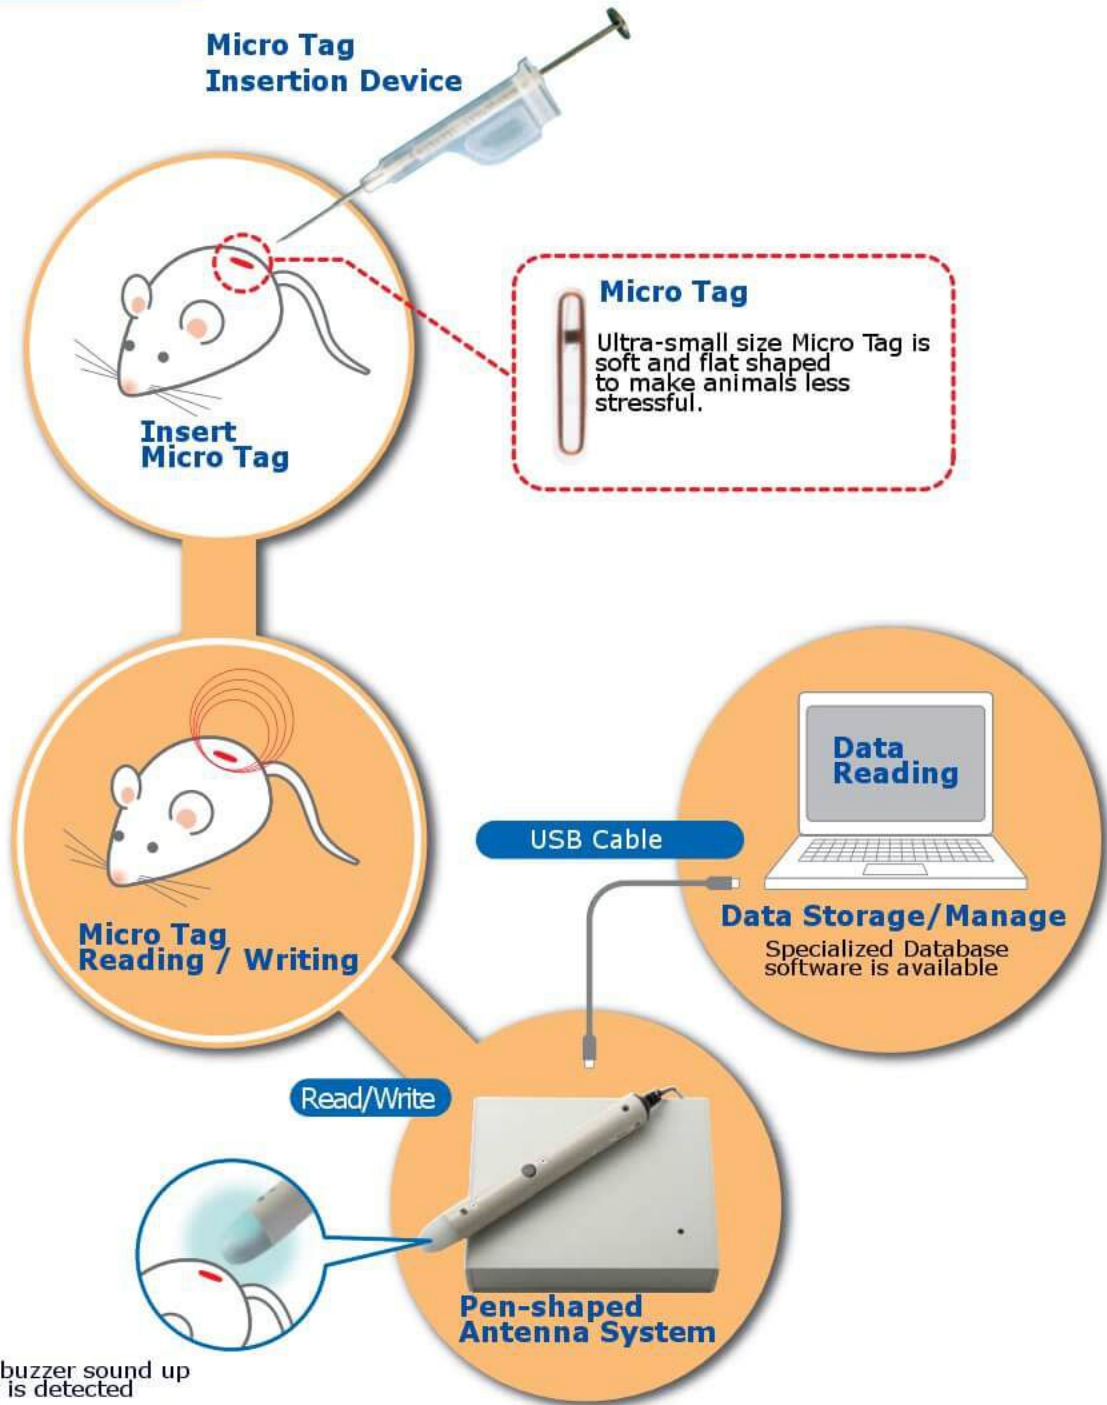 Micro Tag
Insertion Device
Insert
Micro Tag
Micro Tag
Ultra-small size Micro Tag is
soft and flat shaped
to make animals less
stressful.
Micro Tag
Reading / Writing
USB Cable
Data
Reading
Data Storage/Manage
Specialized Database
software is available
Read/Write
Pen-shaped
Antenna System
buzzer sound up
is detected